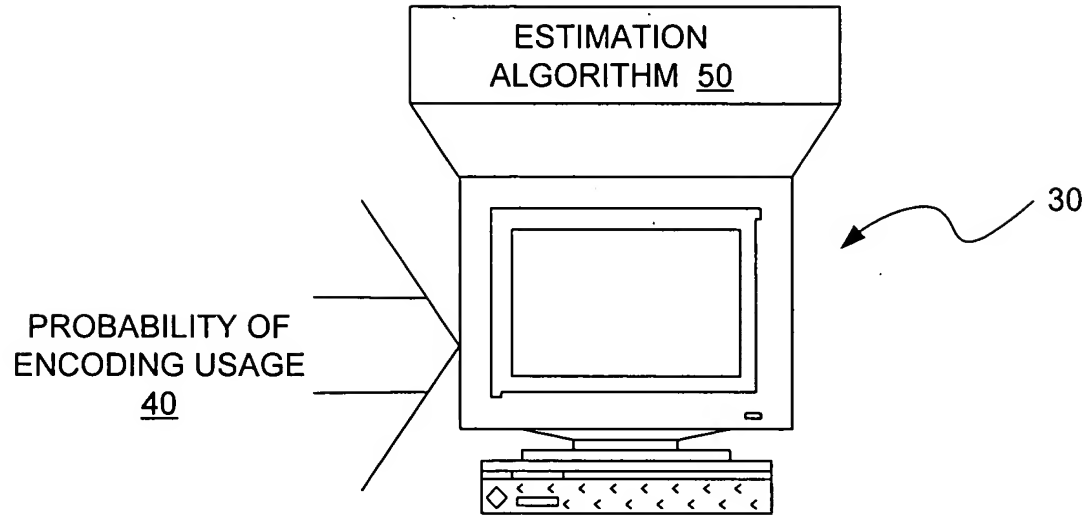 ESTIMATION
ALGORITHM 50
30
PROBABILITY OF
ENCODING USAGE
40